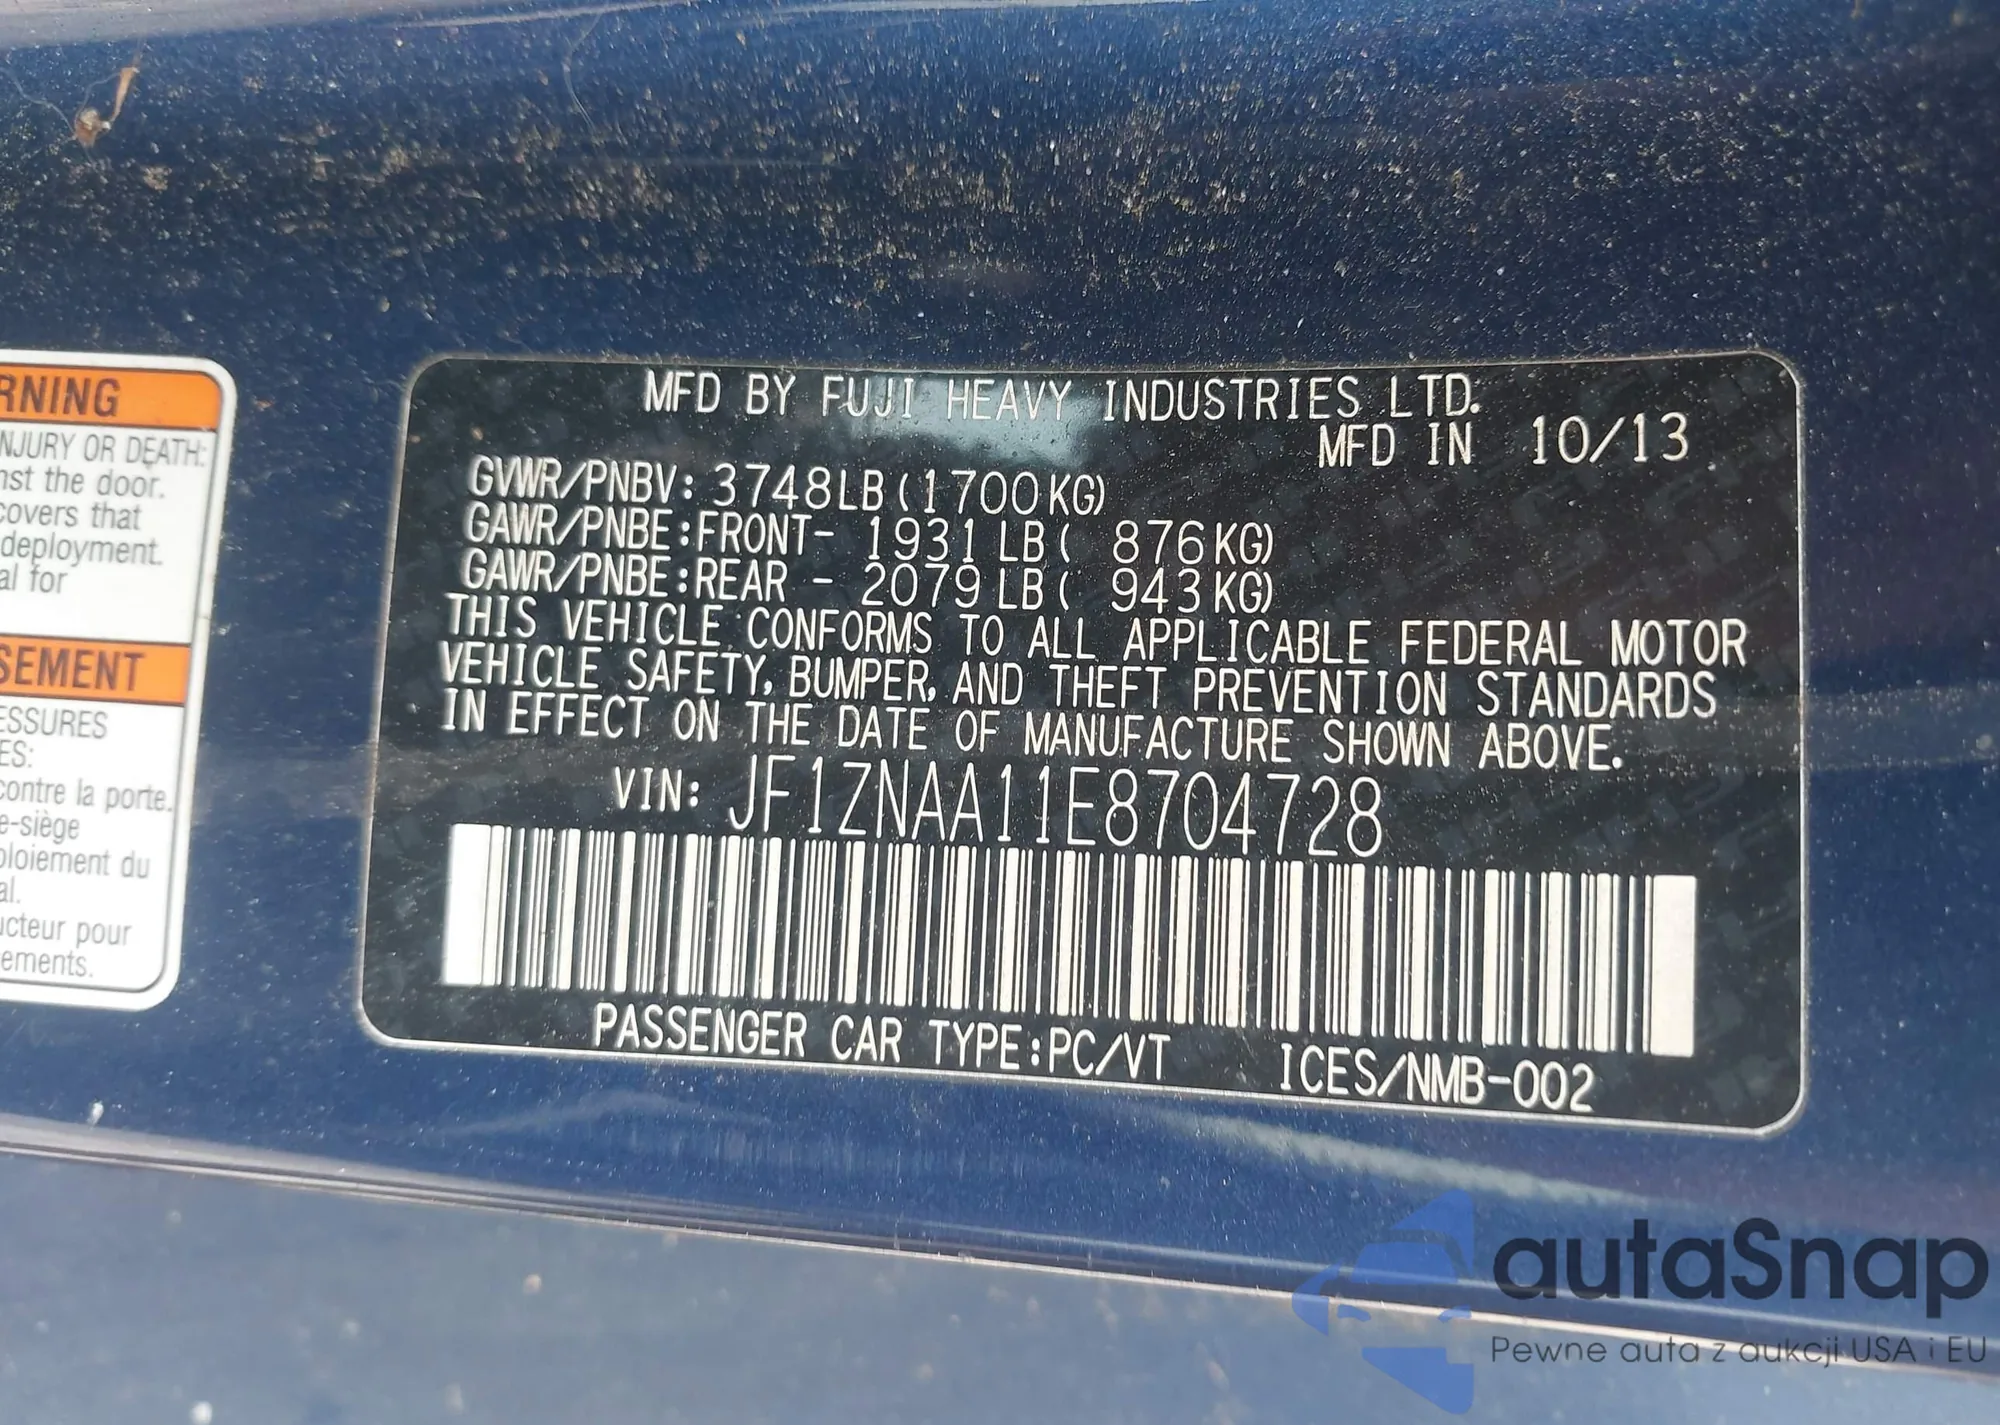 RNING
NJURY OR DEATH:
nst the door.
covers that
deployment.
al for
SEMENT
ESSURES
ES:
contre la porte.
e-siège
ploiement du
al.
ucteur pour
ements.
MFD BY FUJI HEAVY INDUSTRIES LTD.
MFD IN 10/13
GVWR/PNBV: 3748LB(1700KG)
GAWR/PNBE:FRONT- 1931LB( 876KG)
GAWR/PNBE:REAR - 2079LB( 943KG)
THIS VEHICLE CONFORMS TO ALL APPLICABLE FEDERAL MOTOR
VEHICLE SAFETY, BUMPER, AND THEFT PREVENTION STANDARDS
IN EFFECT ON THE DATE OF MANUFACTURE SHOWN ABOVE.
VIN: JF1ZNAA11E8704728
PASSENGER CAR TYPE:PC/VT ICES/NMB-002
autaSnap
Pewne auta z aukcji USA i EU